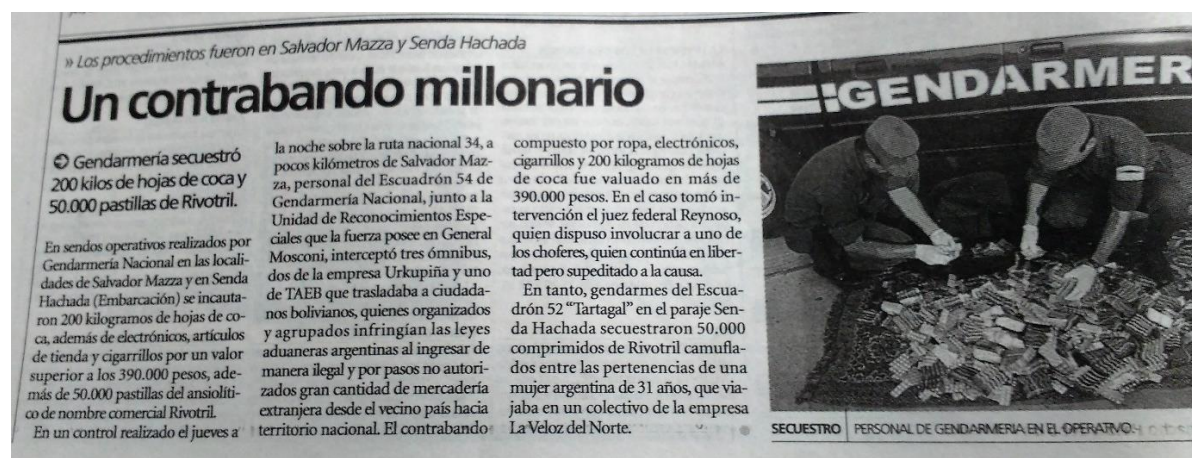 » Los procedimientos fueron en Salvador Mazza y Senda Hachada
Un contrabando millonario
Gendarmería secuestró
200 kilos de hojas de coca y
50.000 pastillas de Rivotril.
En sendos operativos realizados por
Gendarmería Nacional en las locali-
dades de Salvador Mazza y en Senda
Hachada (Embarcación) se incauta-
ron 200 kilogramos de hojas de co-
ca, además de electrónicos, artículos
de tienda y cigarrillos por un valor
superior a los 390.000 pesos, ade-
más de 50.000 pastillas del ansiolíti-
co de nombre comercial Rivotril.
En un control realizado el jueves a
la noche sobre la ruta nacional 34, a
pocos kilómetros de Salvador Maz-
za, personal del Escuadrón 54 de
Gendarmería Nacional, junto a la
Unidad de Reconocimientos Espe-
ciales que la fuerza posee en General
Mosconi, interceptó tres ómnibus,
dos de la empresa Urkupiña y uno
de TAEB que trasladaba a ciudada-
nos bolivianos, quienes organizados
y agrupados infringían las leyes
aduaneras argentinas al ingresar de
manera ilegal y por pasos no autori-
zados gran cantidad de mercadería
extranjera desde el vecino país hacia
territorio nacional. El contrabando
compuesto por ropa, electrónicos,
cigarrillos y 200 kilogramos de hojas
de coca fue valuado en más de
390.000 pesos. En el caso tomó in-
tervención el juez federal Reynoso,
quien dispuso involucrar a uno de
los choferes, quien continúa en liber-
tad pero supeditado a la causa.
En tanto, gendarmes del Escua-
drón 52 “Tartagal” en el paraje Sen-
da Hachada secuestraron 50.000
comprimidos de Rivotril camufla-
dos entre las pertenencias de una
mujer argentina de 31 años, que via-
jaba en un colectivo de la empresa
La Veloz del Norte.
GENDARMER
SECUESTRO PERSONAL DE GENDARMERIA EN EL OPERATIVO.